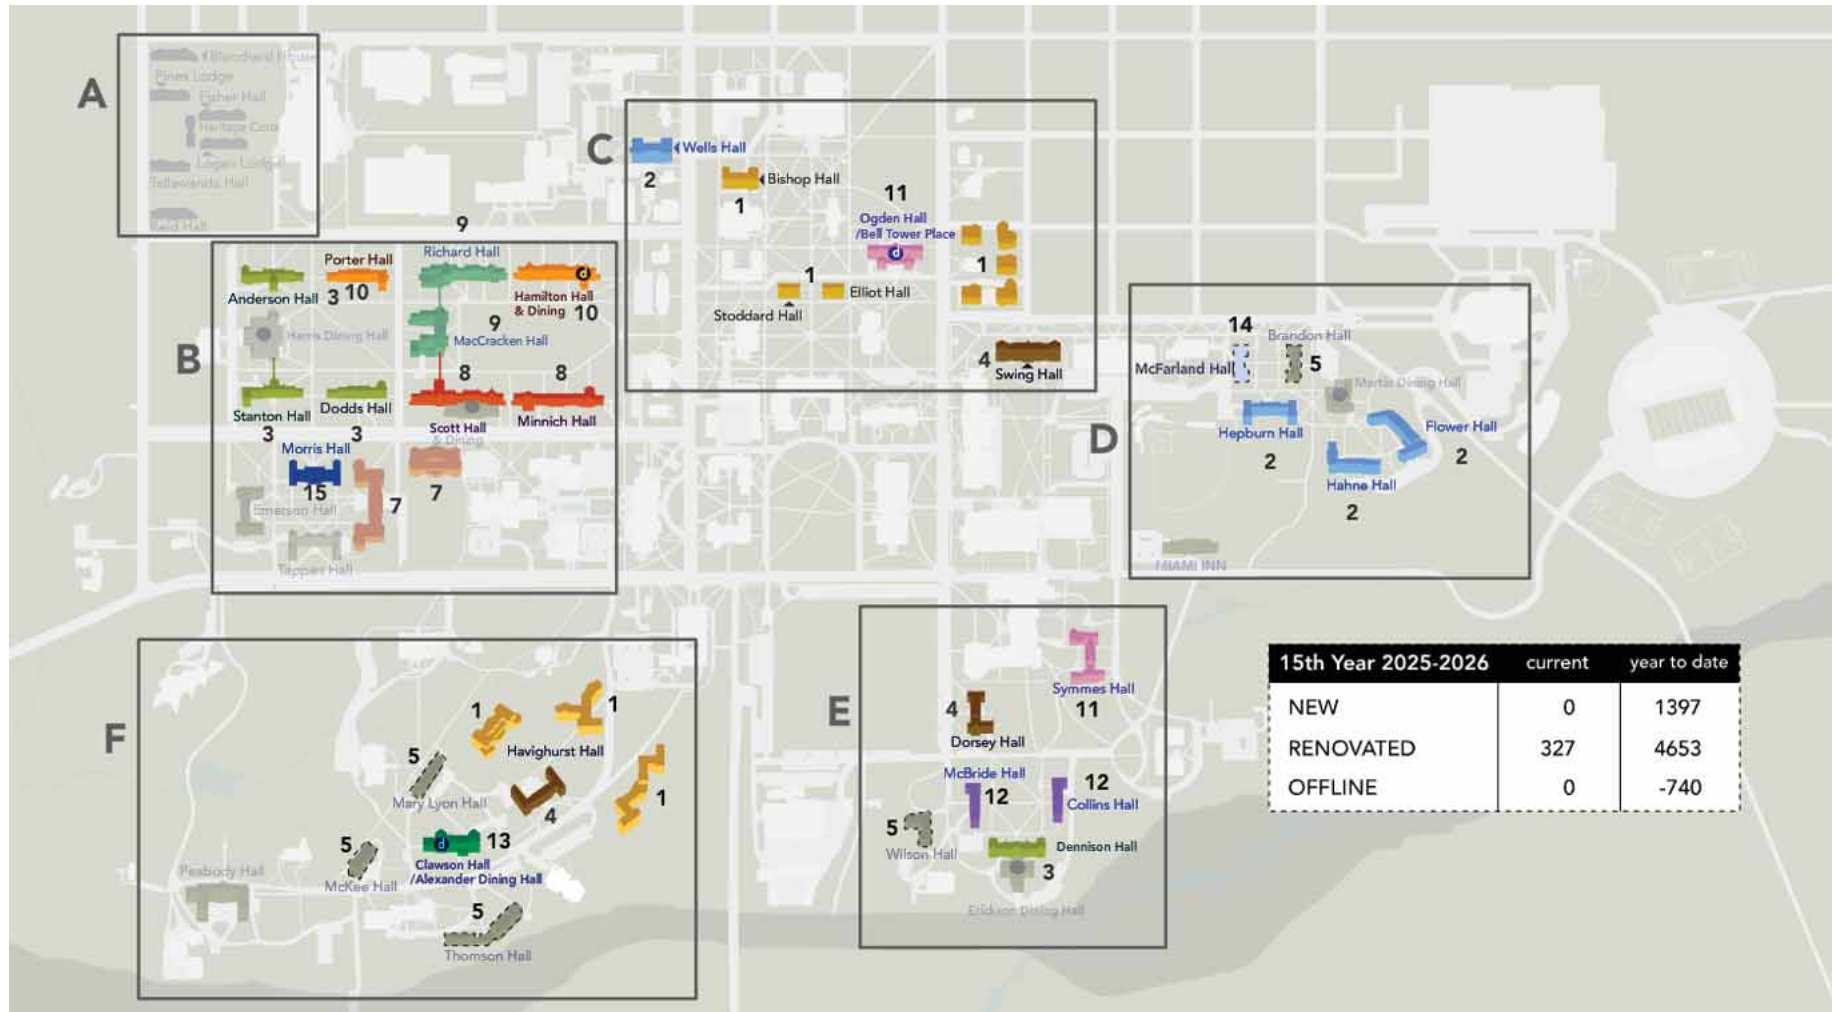 A
Blanchard House
Pines Lodge
Fisher Hall
Heritage Com
Logan Lodge
Tallawanda Hall
Reid Hall
B
9
Richard Hall
Porter Hall
Anderson Hall
3
10
Hamilton Hall
& Dining
10
d
Harris Dining Hall
9
MacCracken Hall
8
8
Stanton Hall
Dodds Hall
Scott Hall
& Dining
Minnich Hall
3
3
Morris Hall
15
7
7
Emerson Hall
Tappan Hall
C
Wells Hall
2
Bishop Hall
1
11
Ogden Hall
/Bell Tower Place
d
1
1
Elliot Hall
Stoddard Hall
4
Swing Hall
D
14
Brandon Hall
McFarland Hall
5
Martin Dining Hall
Hepburn Hall
2
Flower Hall
2
Hahne Hall
2
MIAMI INN
E
Symmes Hall
11
4
Dorsey Hall
McBride Hall
12
12
Collins Hall
5
Wilson Hall
Dennison Hall
3
Erickson Dining Hall
F
1
1
Havighurst Hall
5
Mary Lyon Hall
4
1
d
13
5
Clawson Hall
/Alexander Dining Hall
McKee Hall
Peabody Hall
5
Thomson Hall
15th Year 2025-2026 current year to date
NEW 0 1397
RENOVATED 327 4653
OFFLINE 0 -740